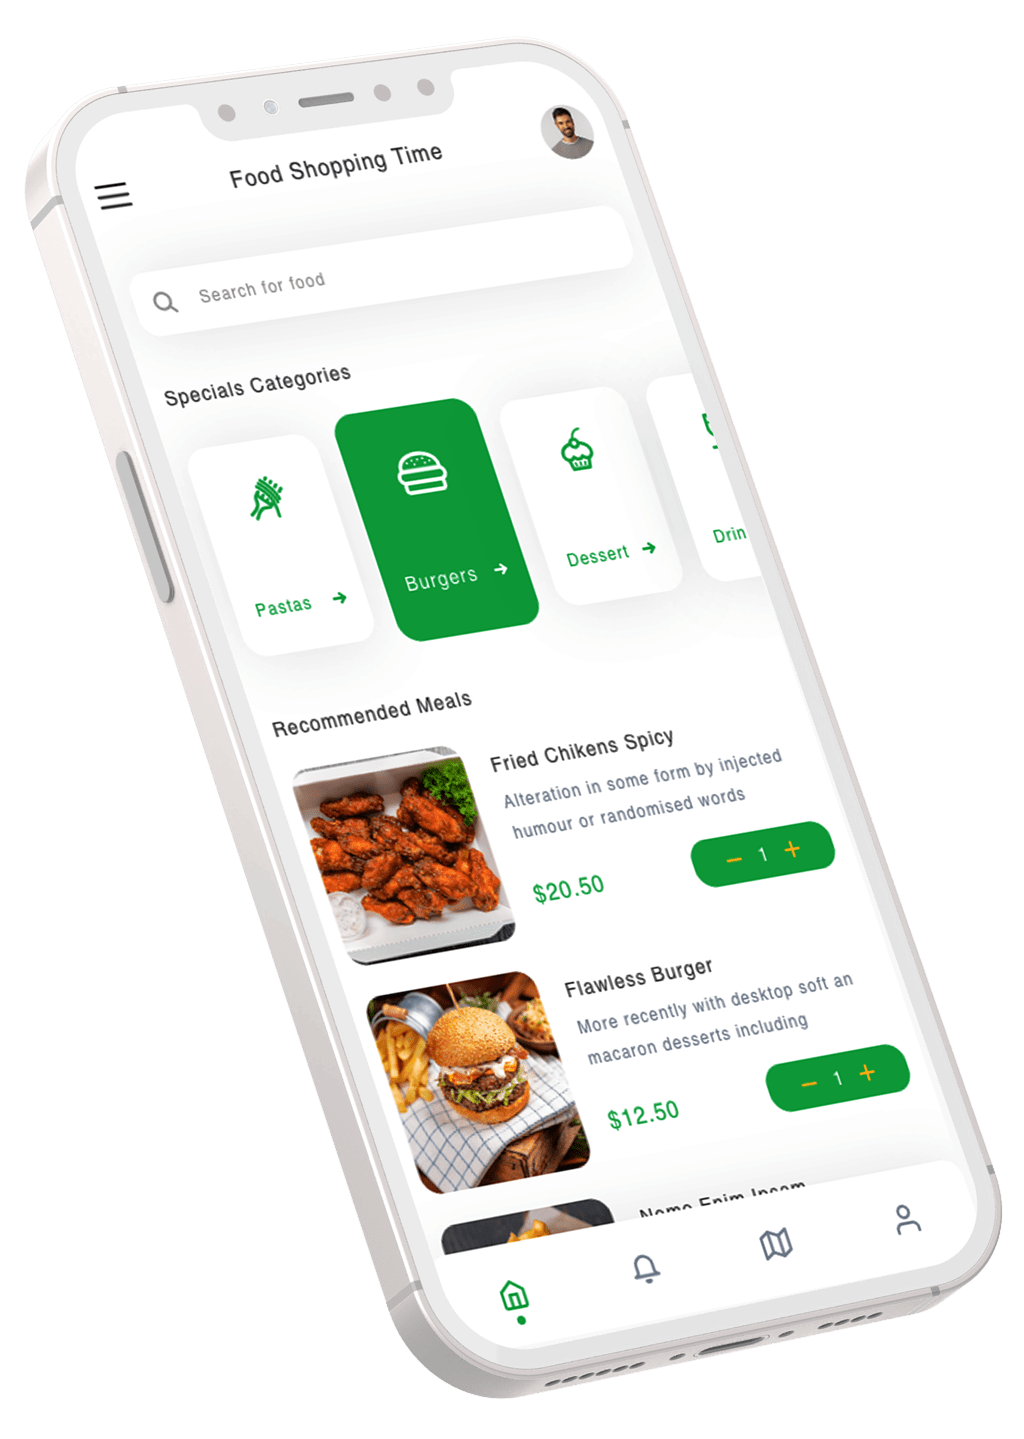 Food Shopping Time
Search for food
Specials Categories
Pastas
Burgers
Dessert
Drin
Recommended Meals
Fried Chikens Spicy
Alteration in some form by injected
humour or randomised words
$20.50
1
Flawless Burger
More recently with desktop soft an
macaron desserts including
$12.50
1